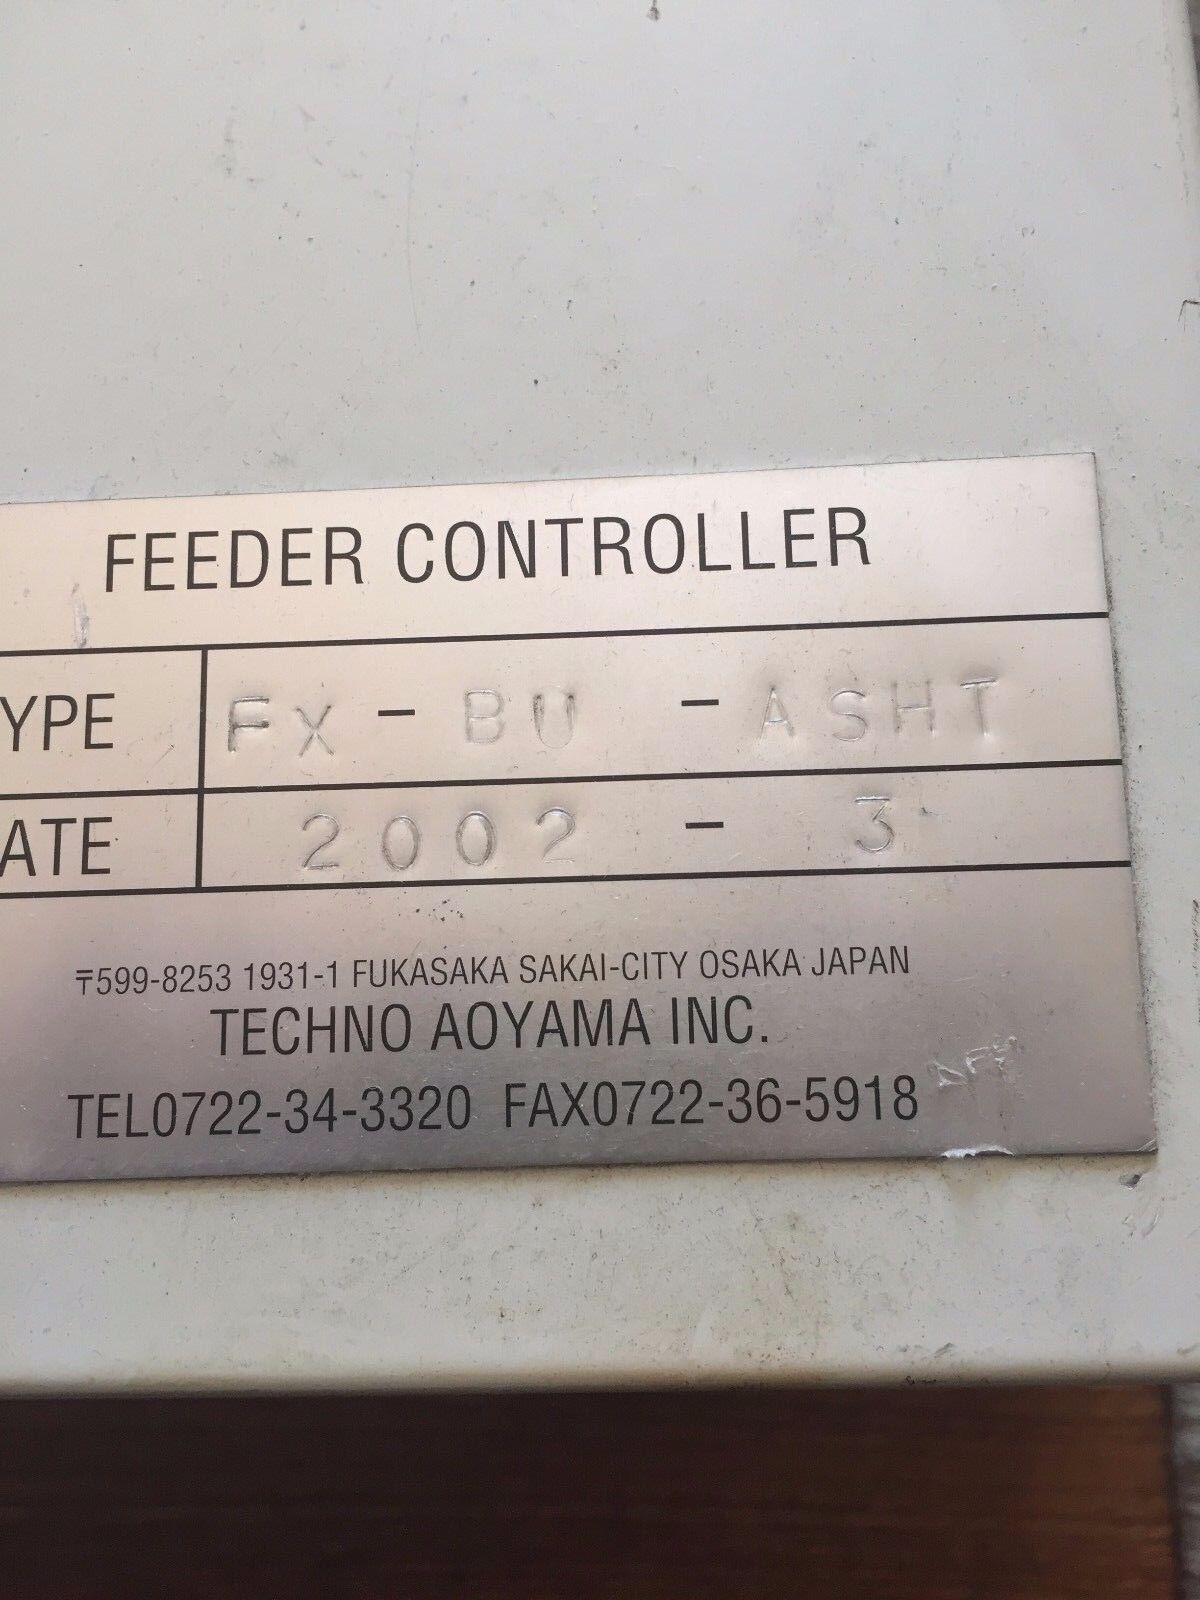 FEEDER CONTROLLER
YPE FX-BU-ASHT
ATE 2002-3
〒599-8253 1931-1 FUKASAKA SAKAI-CITY OSAKA JAPAN
TECHNO AOYAMA INC.
TEL0722-34-3320 FAX0722-36-5918